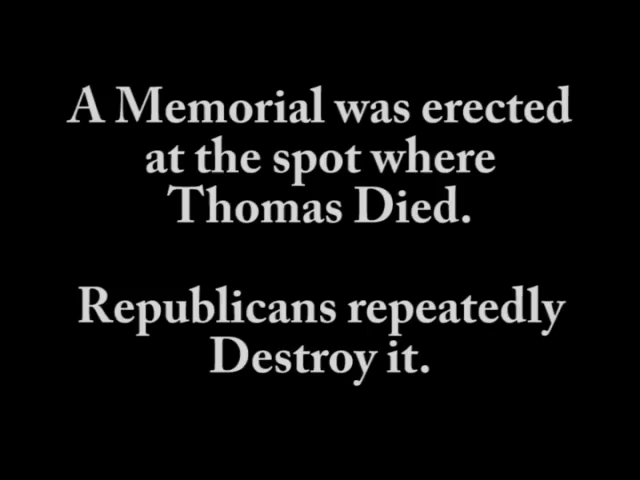 A Memorial was erected
at the spot where
Thomas Died.
Republicans repeatedly
Destroy it.